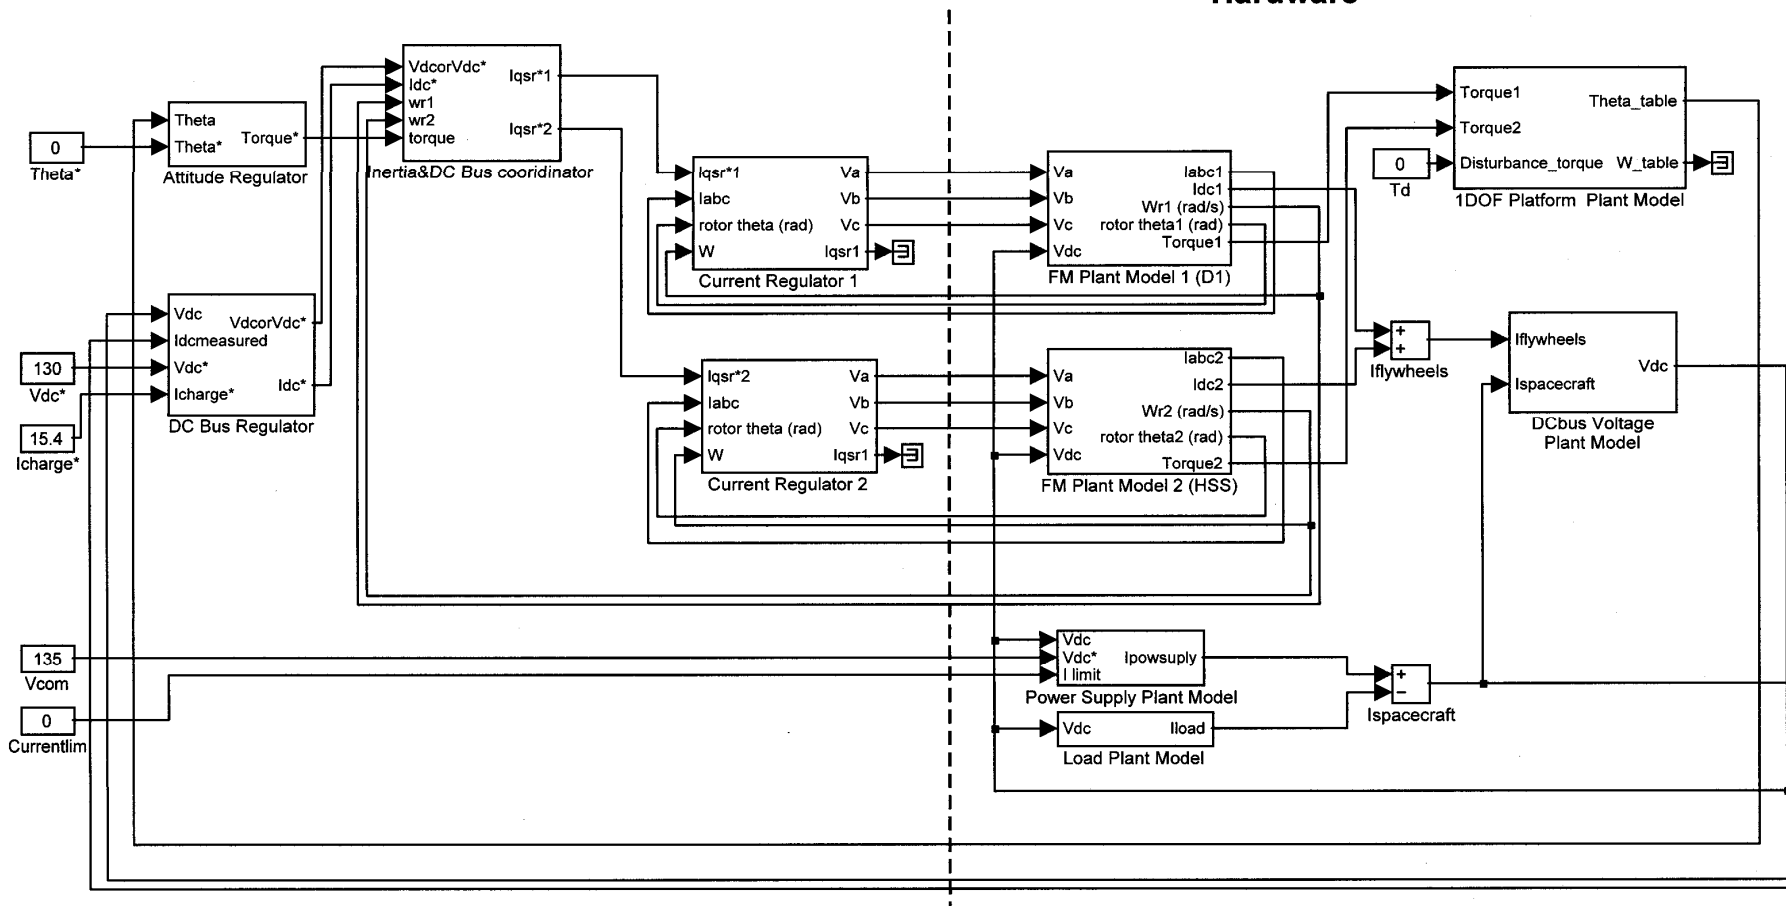 Hardware
VdcorVdc*
Idc*
wr1
wr2
torque
Iqsr*1
Iqsr*2
Inertia&DC Bus cooridinator
Theta
Theta*
Torque*
Attitude Regulator
0
Theta*
Iqsr*1
Iabc
rotor theta (rad)
W
Va
Vb
Vc
Iqsr1
Current Regulator 1
Va
Vb
Vc
Vdc
Iabc1
Idc1
Wr1 (rad/s)
rotor theta1 (rad)
Torque1
FM Plant Model 1 (D1)
Torque1
Torque2
Disturbance_torque
Theta_table
W_table
1DOF Platform Plant Model
0
Td
Vdc
Idcmeasured
Vdc*
Icharge*
VdcorVdc*
Idc*
DC Bus Regulator
130
Vdc*
15.4
Icharge*
Iqsr*2
Iabc
rotor theta (rad)
W
Va
Vb
Vc
Iqsr1
Current Regulator 2
Va
Vb
Vc
Vdc
Iabc2
Idc2
Wr2 (rad/s)
rotor theta2 (rad)
Torque2
FM Plant Model 2 (HSS)
+
+
Iflywheels
Iflywheels
Ispacecraft
Vdc
DCbus Voltage
Plant Model
135
Vcom
0
Currentlim
Vdc
Vdc*
I limit
Ipowsuply
Power Supply Plant Model
Vdc
Iload
Load Plant Model
+
−
Ispacecraft